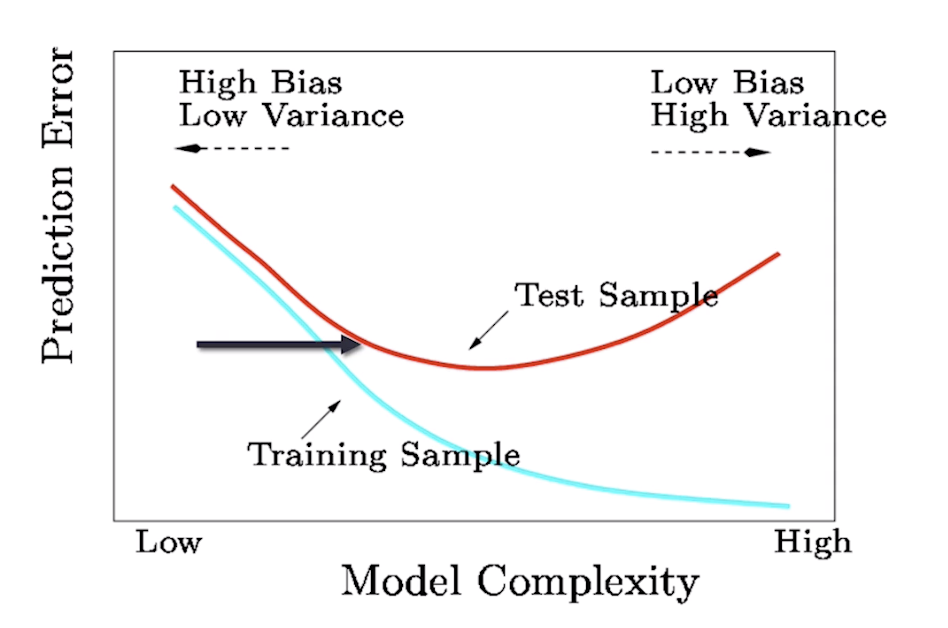 Prediction Error
High Bias
Low Variance
Low Bias
High Variance
Test Sample
Training Sample
Low
High
Model Complexity